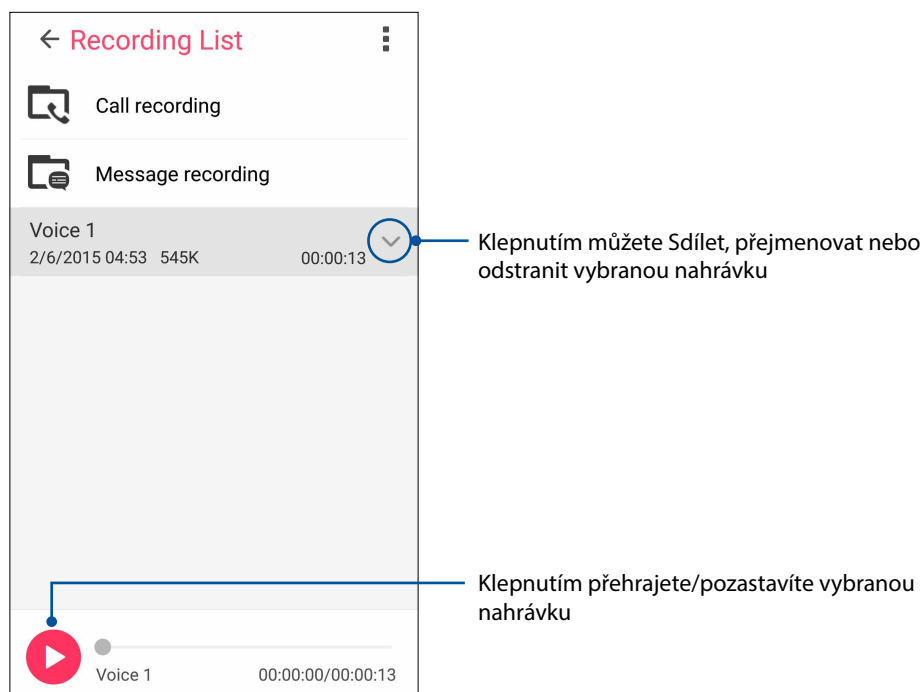 Recording List
Call recording
Message recording
Voice 1
2/6/2015 04:53 545K 00:00:13
Klepnutím můžete Sdílet, přejmenovat nebo
odstranit vybranou nahrávku
Klepnutím přehrajete/pozastavíte vybranou
nahrávku
Voice 1 00:00:00/00:00:13